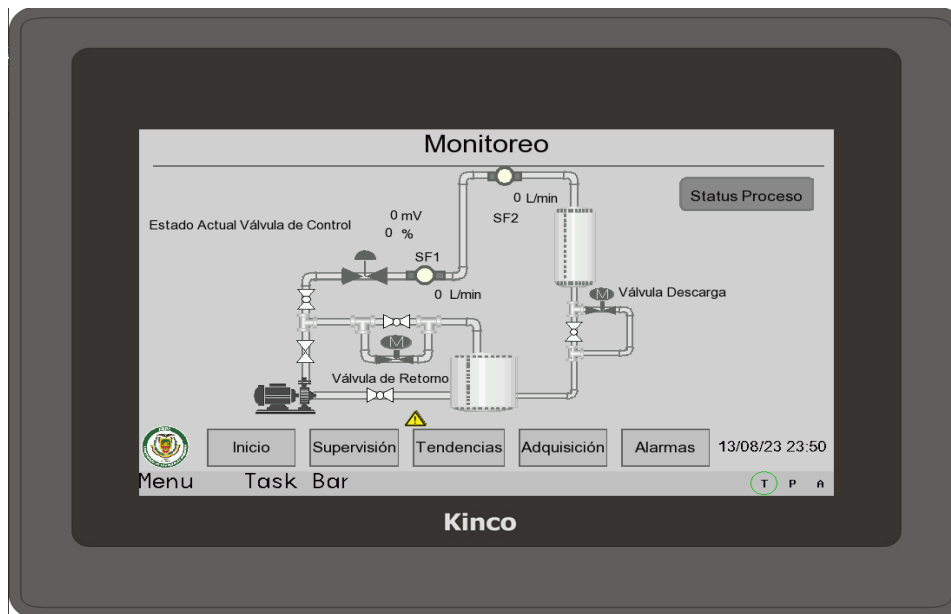 Monitoreo
Status Proceso
0 L/min
SF2
0 mV
Estado Actual Válvula de Control
0 %
SF1
0 L/min
M
Válvula Descarga
M
Válvula de Retorno
Inicio
Supervisión
Tendencias
Adquisición
Alarmas
13/08/23 23:50
Menu
Task Bar
T P A
Kinco